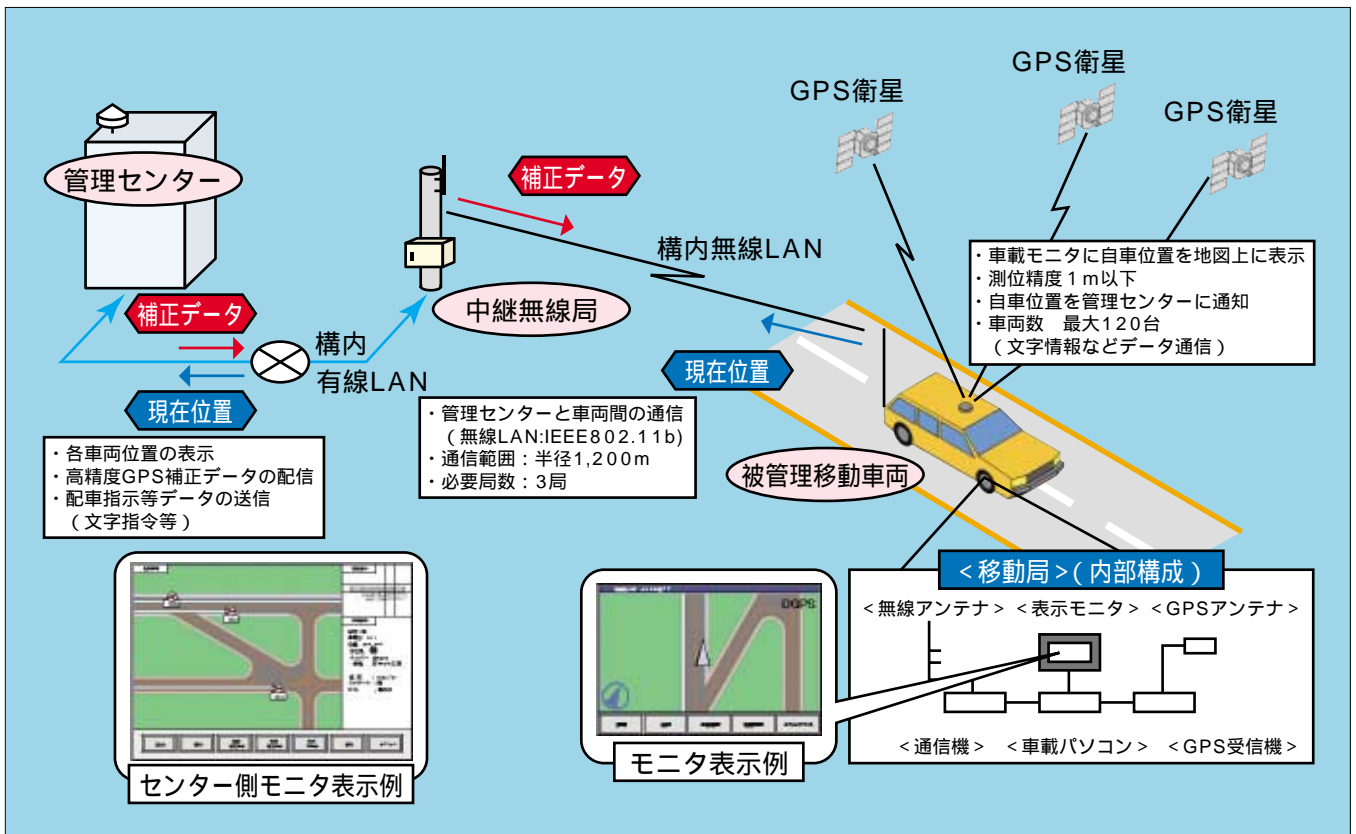 GPS衛星
GPS衛星
GPS衛星
管理センター
補正データ
構内無線LAN
・車載モニタに自車位置を地図上に表示
・測位精度1m以下
・自車位置を管理センターに通知
・車両数　最大120台
（文字情報などデータ通信）
中継無線局
補正データ
構内
有線LAN
現在位置
現在位置
・各車両位置の表示
・高精度GPS補正データの配信
・配車指示等データの送信
（文字指令等）
・管理センターと車両間の通信
（無線LAN:IEEE802.11b)
・通信範囲：半径1,200m
・必要局数：3局
被管理移動車両
＜移動局＞(内部構成)
＜無線アンテナ＞ ＜表示モニタ＞ ＜GPSアンテナ＞
＜通信機＞ ＜車載パソコン＞ ＜GPS受信機＞
DGPS
モニタ表示例
センター側モニタ表示例